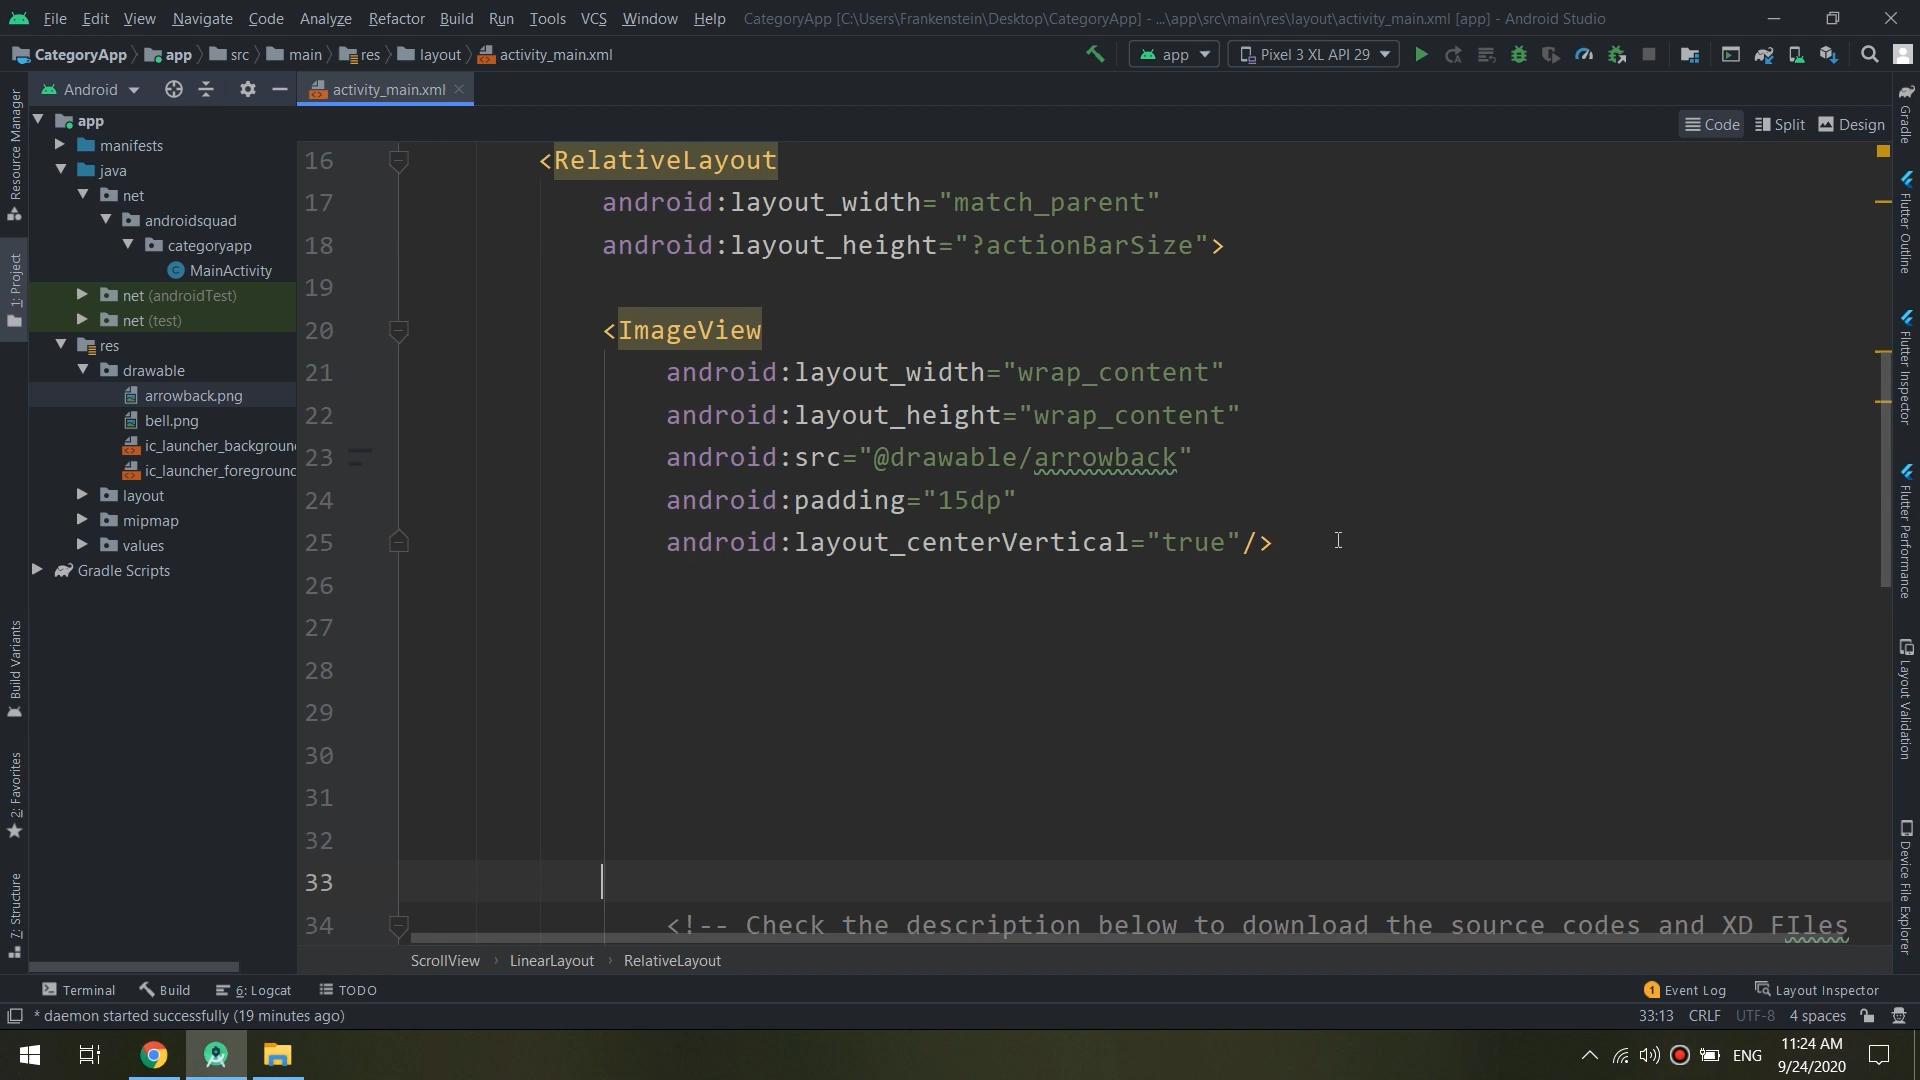 File Edit View Navigate Code Analyze Refactor Build Run Tools VCS Window Help CategoryApp [C:\Users\Frankenstein\Desktop\CategoryApp] - ...\app\src\main\res\layout\activity_main.xml [app] - Android Studio
CategoryApp app src main res layout activity_main.xml app Pixel 3 XL API 29
Android activity_main.xml
Code Split Design
app
manifests
java
net
androidsquad
categoryapp
MainActivity
net (androidTest)
net (test)
res
drawable
arrowback.png
bell.png
ic_launcher_backgroun
ic_launcher_foregroun
layout
mipmap
values
Gradle Scripts
Resource Manager
1: Project
Build Variants
2: Favorites
7: Structure
16 <RelativeLayout
17 android:layout_width="match_parent"
18 android:layout_height="?actionBarSize">
19
20 <ImageView
21 android:layout_width="wrap_content"
22 android:layout_height="wrap_content"
23 android:src="@drawable/arrowback"
24 android:padding="15dp"
25 android:layout_centerVertical="true"/>
26
27
28
29
30
31
32
33
34 <!-- Check the description below to download the source codes and XD FIles
ScrollView LinearLayout RelativeLayout
Gradle
Flutter Outline
Flutter Inspector
Flutter Performance
Layout Validation
Device File Explorer
Terminal Build 6: Logcat TODO 1 Event Log Layout Inspector
* daemon started successfully (19 minutes ago) 33:13 CRLF UTF-8 4 spaces
ENG 11:24 AM
9/24/2020